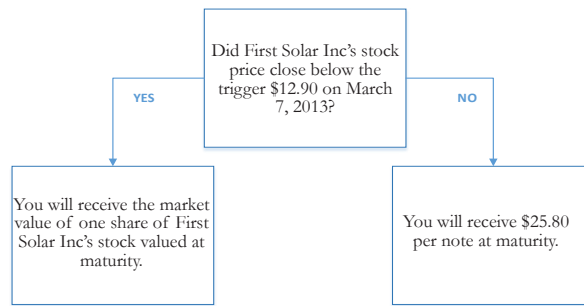 Did First Solar Inc's stock
price close below the
trigger $12.90 on March
7, 2013?
YES
NO
You will receive the market
value of one share of First
Solar Inc's stock valued at
maturity.
You will receive $25.80
per note at maturity.